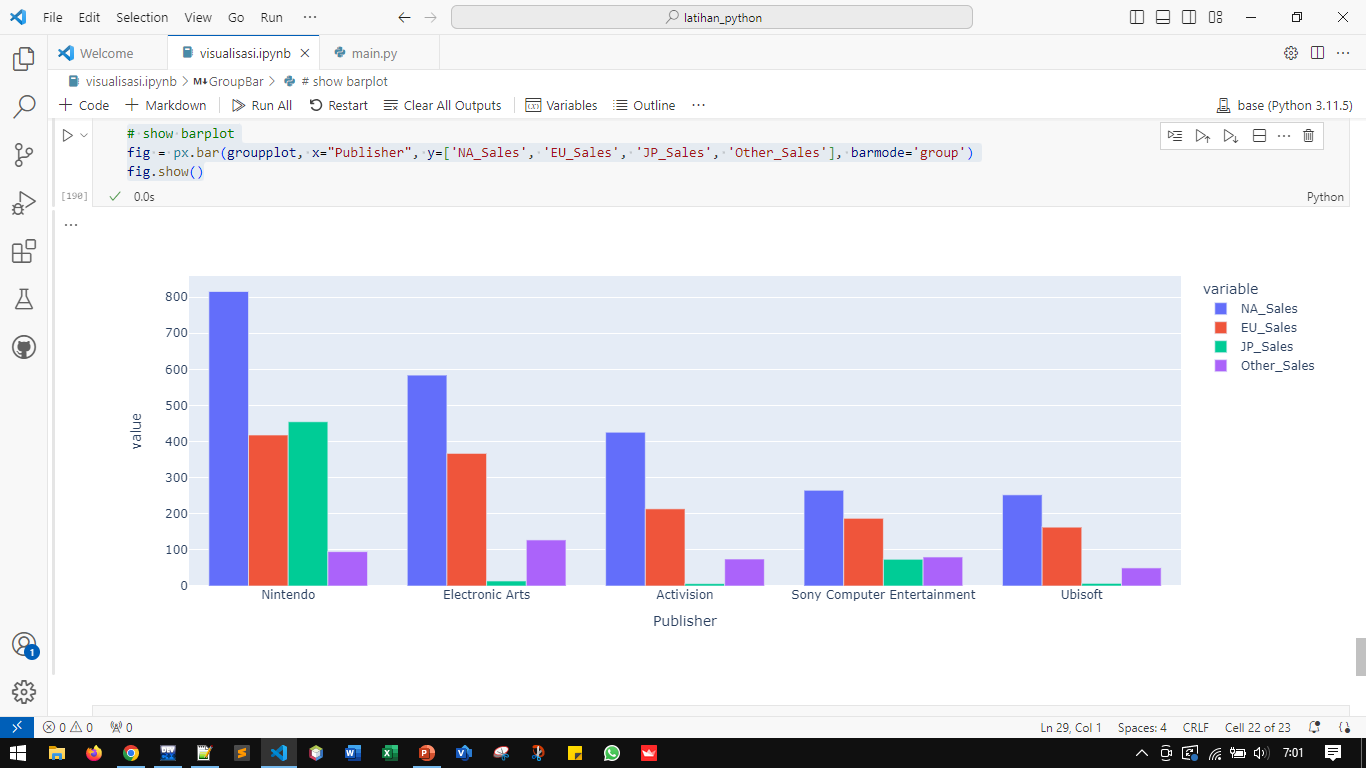 File Edit Selection View Go Run ··· latihan_python
Welcome visualisasi.ipynb main.py
visualisasi.ipynb > M↓GroupBar > # show barplot
Code Markdown Run All Restart Clear All Outputs Variables Outline ··· base (Python 3.11.5)
# show barplot
fig = px.bar(groupplot, x="Publisher", y=['NA_Sales', 'EU_Sales', 'JP_Sales', 'Other_Sales'], barmode='group')
fig.show()
[190] 0.0s Python
...
variable
NA_Sales
EU_Sales
JP_Sales
Other_Sales
value
800
700
600
500
400
300
200
100
0
Nintendo Electronic Arts Activision Sony Computer Entertainment Ubisoft
Publisher
1
0 0 0 Ln 29, Col 1 Spaces: 4 CRLF Cell 22 of 23
7:01